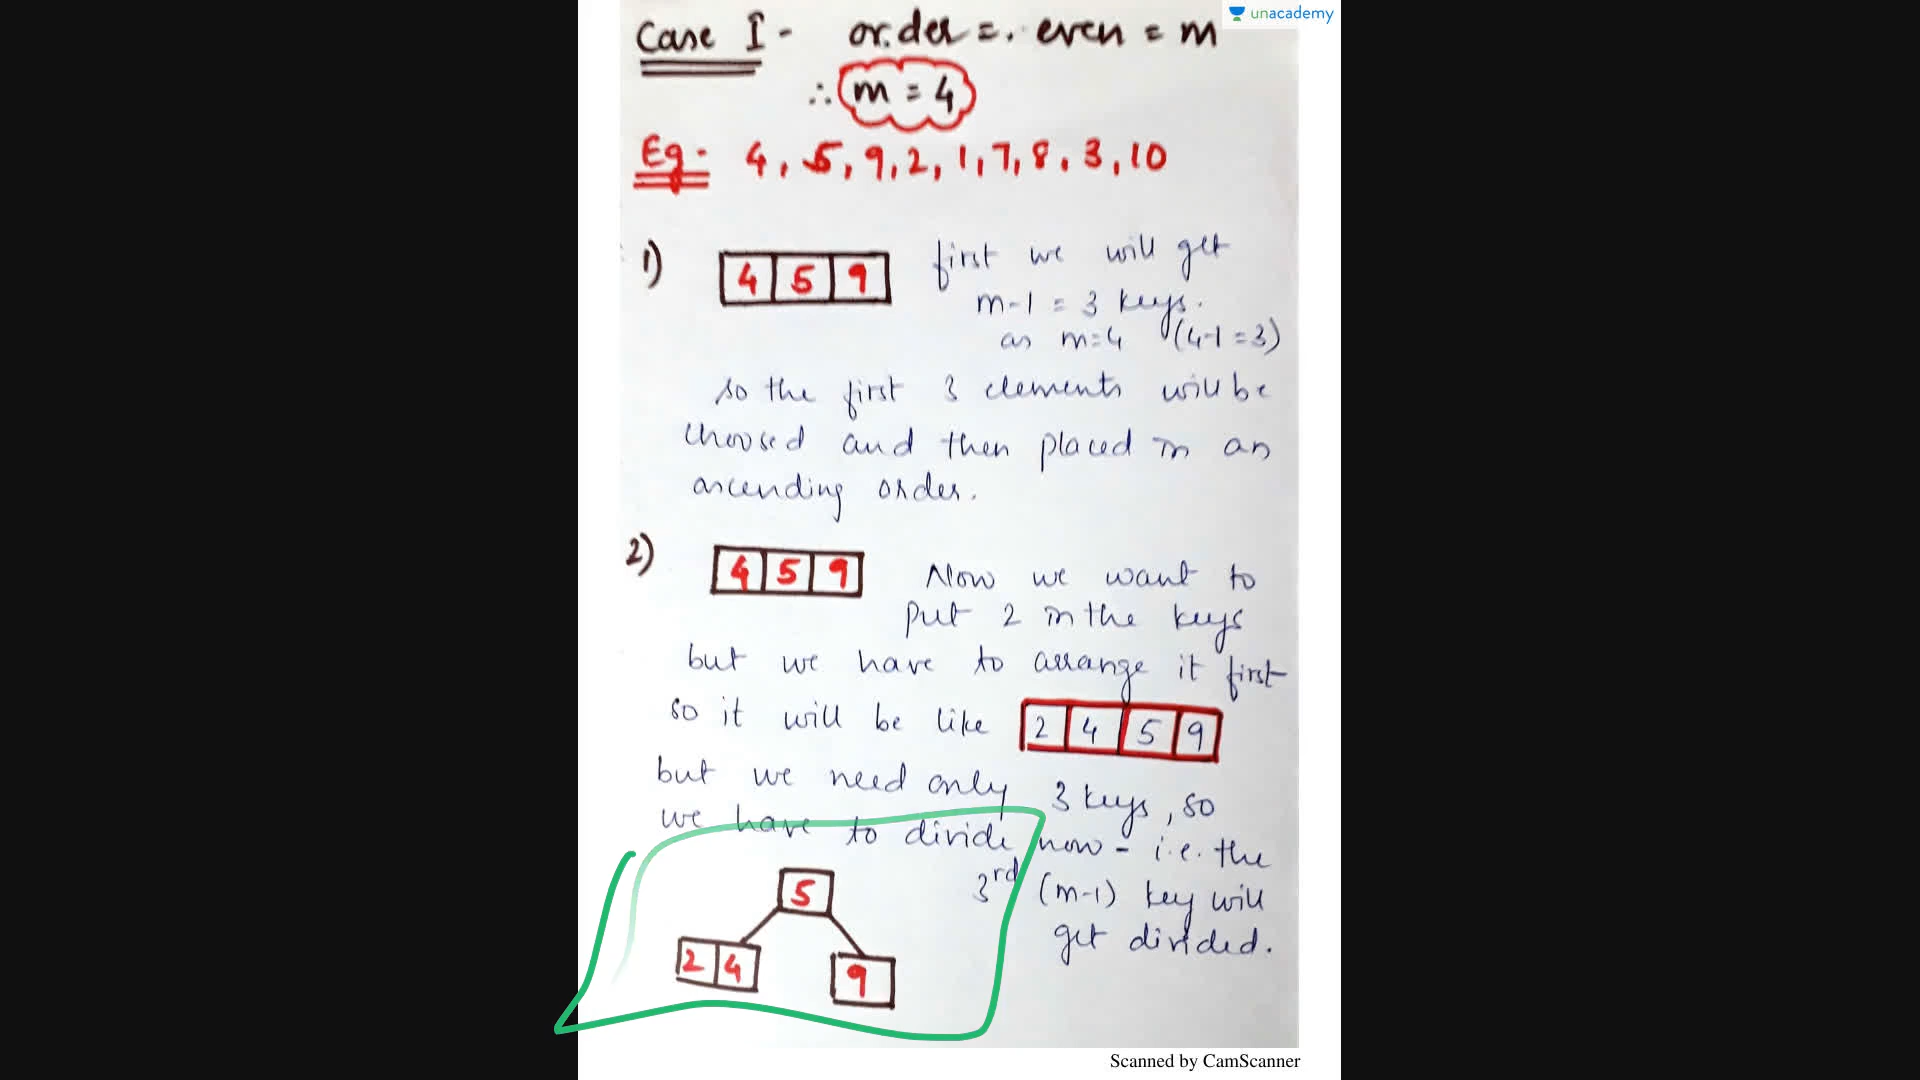 unacademy
Case I - order = even = m
∴ m = 4
Eg:- 4, 5, 9, 2, 1, 7, 8, 3, 10
1) 4 5 9 first we will get
m-1 = 3 keys.
as m=4 (4-1=3)
so the first 3 elements will be
choosed and then placed in an
ascending order.
2) 4 5 9 Now we want to
put 2 in the keys
but we have to arrange it first
so it will be like 2 4 5 9
but we need only 3 keys, so
we have to divide now - i.e. the
3rd (m-1) key will
get divided.
5
2 4 9
Scanned by CamScanner